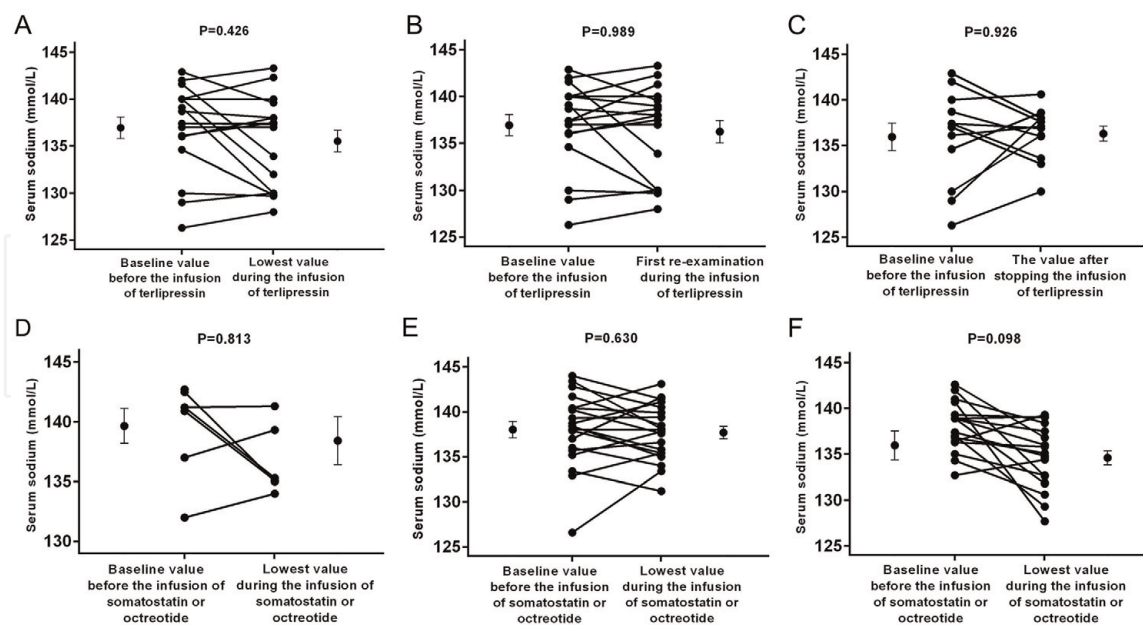 A
P=0.426
Serum sodium (mmol/L)
145
140
135
130
125
Baseline value
before the infusion
of terlipressin
Lowest value
during the infusion
of terlipressin
B
P=0.989
Serum sodium (mmol/L)
145
140
135
130
125
Baseline value
before the infusion
of terlipressin
First re-examination
during the infusion
of terlipressin
C
P=0.926
Serum sodium (mmol/L)
145
140
135
130
125
Baseline value
before the infusion
of terlipressin
The value after
stopping the infusion
of terlipressin
D
P=0.813
Serum sodium (mmol/L)
145
140
135
130
Baseline value
before the infusion of
somatostatin or
octreotide
Lowest value
during the infusion of
somatostatin or
octreotide
E
P=0.630
Serum sodium (mmol/L)
145
140
135
130
125
Baseline value
before the infusion
of somatostatin or
octreotide
Lowest value
during the infusion
of somatostatin or
octreotide
F
P=0.098
Serum sodium (mmol/L)
145
140
135
130
125
Baseline value
before the infusion
of somatostatin or
octreotide
Lowest value
during the infusion
of somatostatin or
octreotide